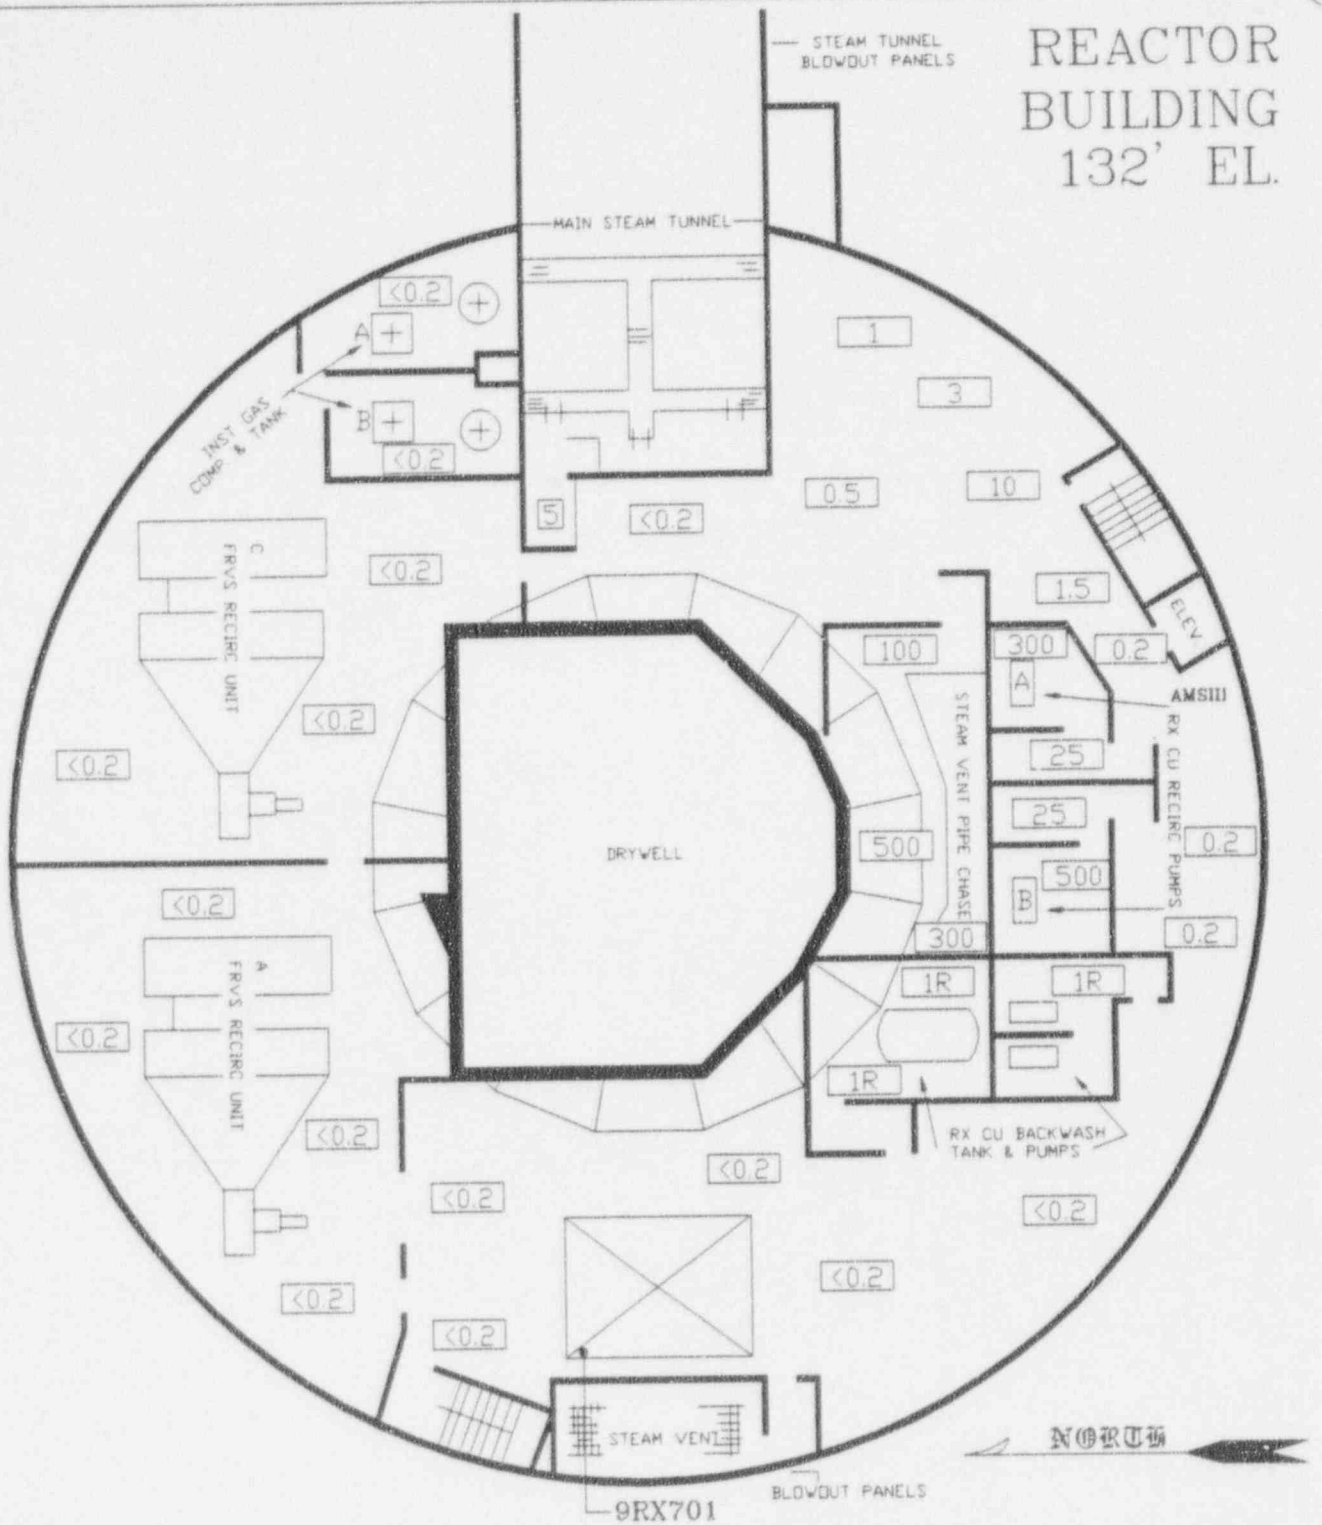 STEAM TUNNEL
BLOWOUT PANELS
REACTOR
BUILDING
132' EL.
MAIN STEAM TUNNEL
<0.2
A
1
3
INST GAS
COMP. & TANK
B
<0.2
5
<0.2
0.5
10
C
FRVS RECIRC UNIT
<0.2
1.5
ELEV.
100
300
0.2
A
AMSIII
<0.2
<0.2
STEAM VENT PIPE CHASE
25
RX CU RECIRC PUMPS
25
DRYWELL
500
0.2
500
B
<0.2
300
0.2
A
FRVS RECIRC UNIT
1R
1R
<0.2
1R
<0.2
RX CU BACKWASH
TANK & PUMPS
<0.2
<0.2
<0.2
<0.2
<0.2
<0.2
STEAM VENT
NORTH
BLOWOUT PANELS
9RX701